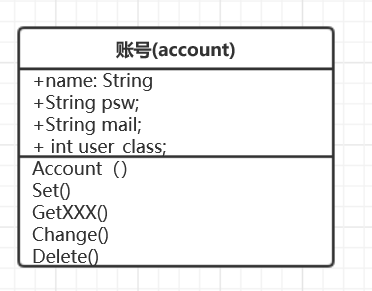 账号(account)
+name: String
+String psw;
+String mail;
+ int user_class;
Account（）
Set()
GetXXX()
Change()
Delete()